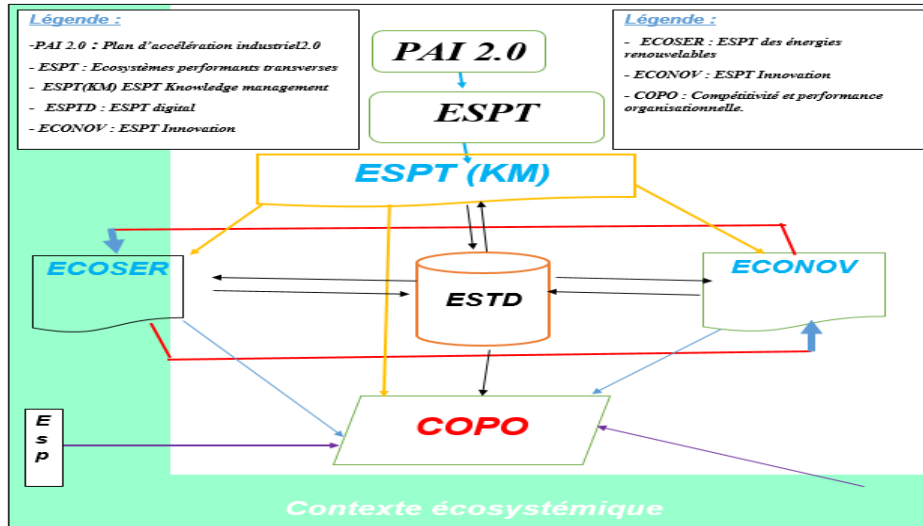 Légende :
-PAI 2.0 : Plan d'accélération industriel2.0
- ESPT : Ecosystèmes performants transverses
- ESPT(KM) ESPT Knowledge management
- ESPTD : ESPT digital
- ECONOV : ESPT Innovation
Légende :
- ECOSER : ESPT des énergies
renouvelables
- ECONOV : ESPT Innovation
- COPO : Compétitivité et performance
organisationnelle.
PAI 2.0
ESPT
ESPT (KM)
ECOSER
ESTD
ECONOV
COPO
E
s
p
Contexte écosystémique